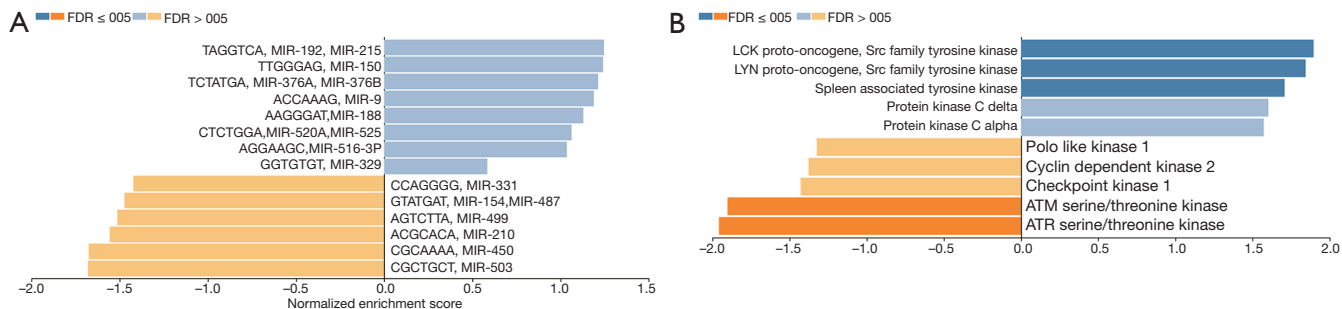 A
FDR ≤ 005 FDR > 005
TAGGTCA, MIR-192, MIR-215
TTGGGAG, MIR-150
TCTATGA, MIR-376A, MIR-376B
ACCAAAG, MIR-9
AAGGGAT,MIR-188
CTCTGGA,MIR-520A,MIR-525
AGGAAGC,MIR-516-3P
GGTGTGT, MIR-329
CCAGGGG, MIR-331
GTATGAT, MIR-154,MIR-487
AGTCTTA, MIR-499
ACGCACA, MIR-210
CGCAAAA, MIR-450
CGCTGCT, MIR-503
−2.0 −1.5 −1.0 −0.5 0.0 0.5 1.0 1.5
Normalized enrichment score
B
FDR ≤ 005 FDR > 005
LCK proto-oncogene, Src family tyrosine kinase
LYN proto-oncogene, Src family tyrosine kinase
Spleen associated tyrosine kinase
Protein kinase C delta
Protein kinase C alpha
Polo like kinase 1
Cyclin dependent kinase 2
Checkpoint kinase 1
ATM serine/threonine kinase
ATR serine/threonine kinase
−2.0 −1.5 −1.0 −0.5 0.0 0.5 1.0 1.5 2.0